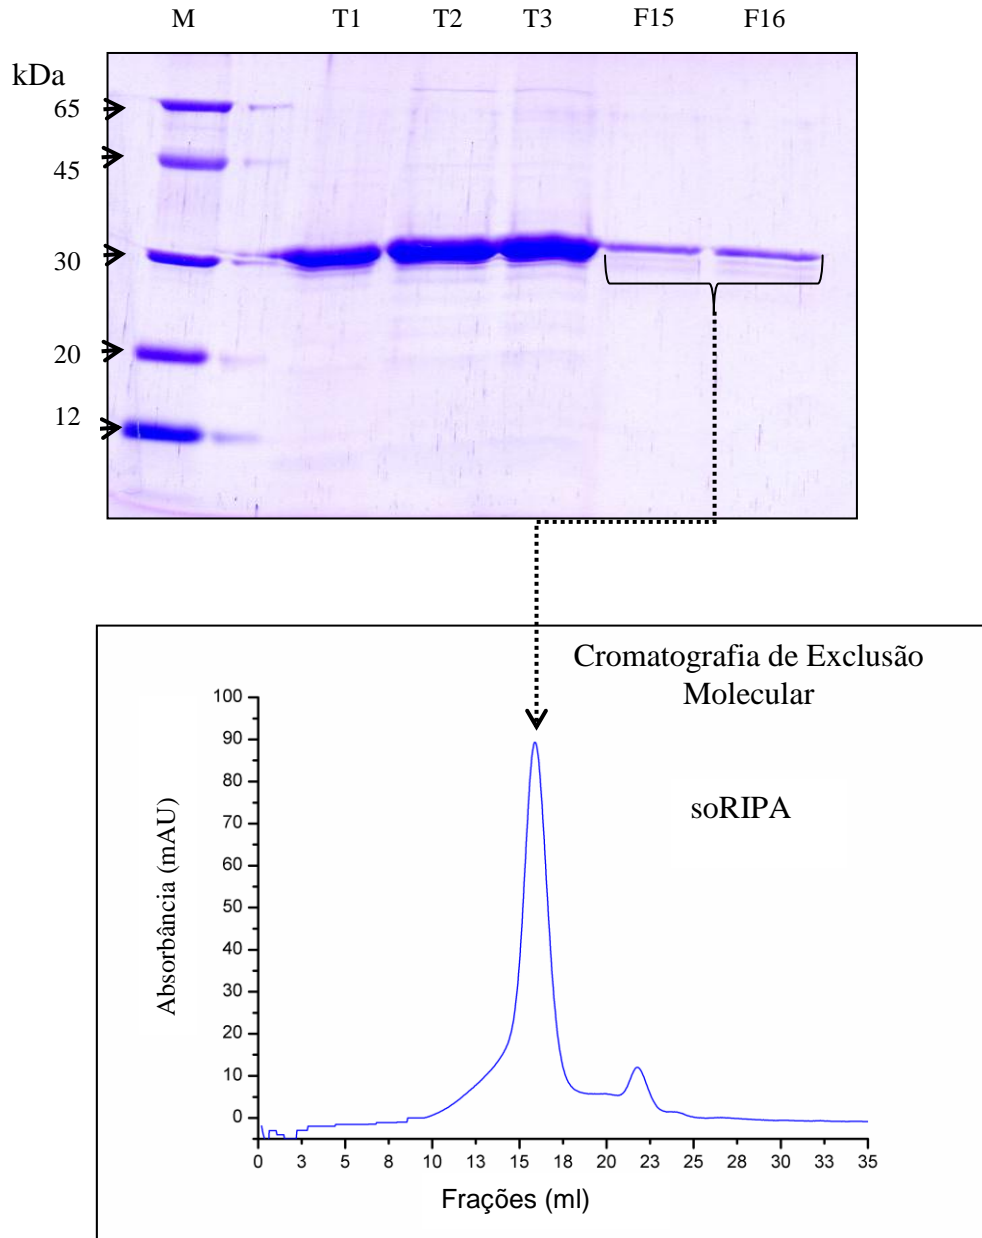 M T1 T2 T3 F15 F16
kDa
65
45
30
20
12
Cromatografia de Exclusão
Molecular
soRIPA
Absorbância (mAU)
100
90
80
70
60
50
40
30
20
10
0
0 3 5 8 10 13 15 18 20 23 25 28 30 33 35
Frações (ml)